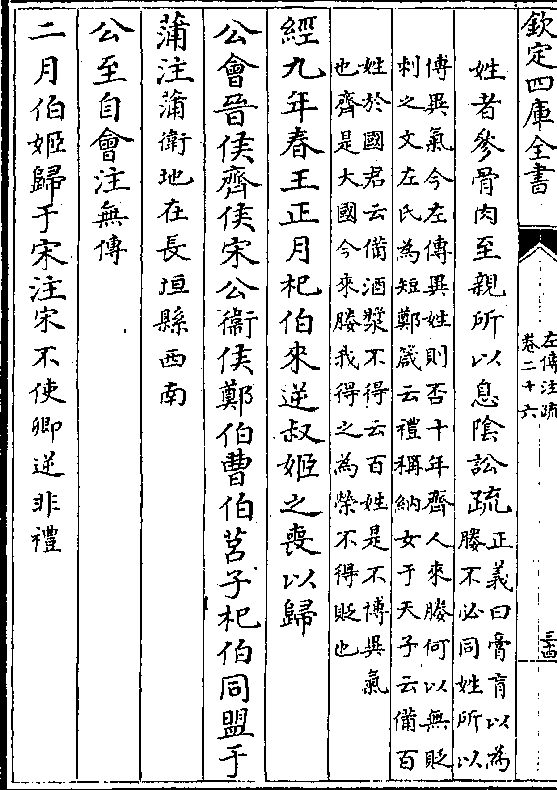 欽定四庫全書
左傳注疏
卷二十六
三古
姓者參骨肉至親所以息陰訟疏正義曰膏肓以為
媵不必同姓所以
博異氣今左傳異姓則否十年齊人來媵何以無貶
刺之文左氏為短鄭箴云禮稱納女于天子云備百
姓於國君云備酒漿不得云百姓是不博異氣
也齊是大國今來媵我得之為榮不得貶也
經九年春王正月杞伯來逆叔姬之喪以歸
公會晉侯齊侯宋公衛侯鄭伯曹伯莒子杞伯同盟于
蒲注蒲衛地在長垣縣西南
公至自會注無傳
二月伯姬歸于宋注宋不使卿逆非禮